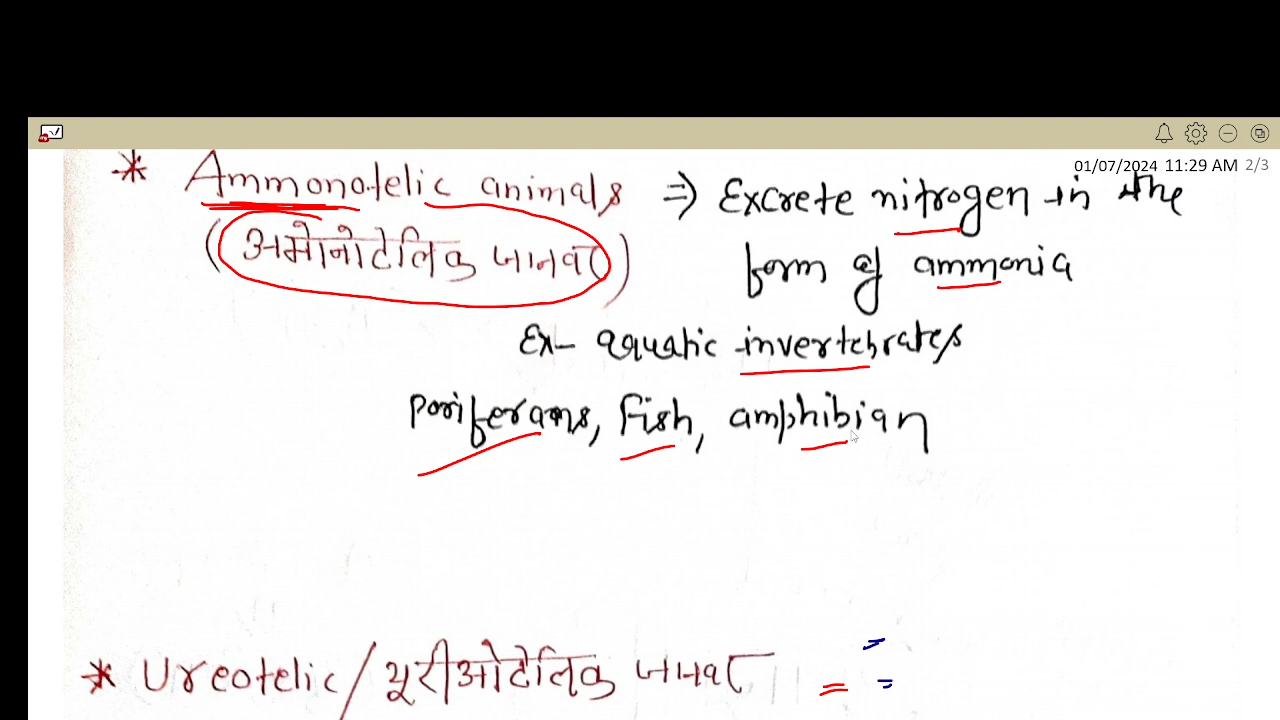 01/07/2024 11:29 AM 2/3
* Ammonotelic animals ⇒ Excrete nitrogen in the
(अमोनोटेलिक जानवर) form of ammonia
Ex- aquatic invertebrates
Poriferans, Fish, amphibian
* Ureotelic/यूरीओटेलिक जानवर =